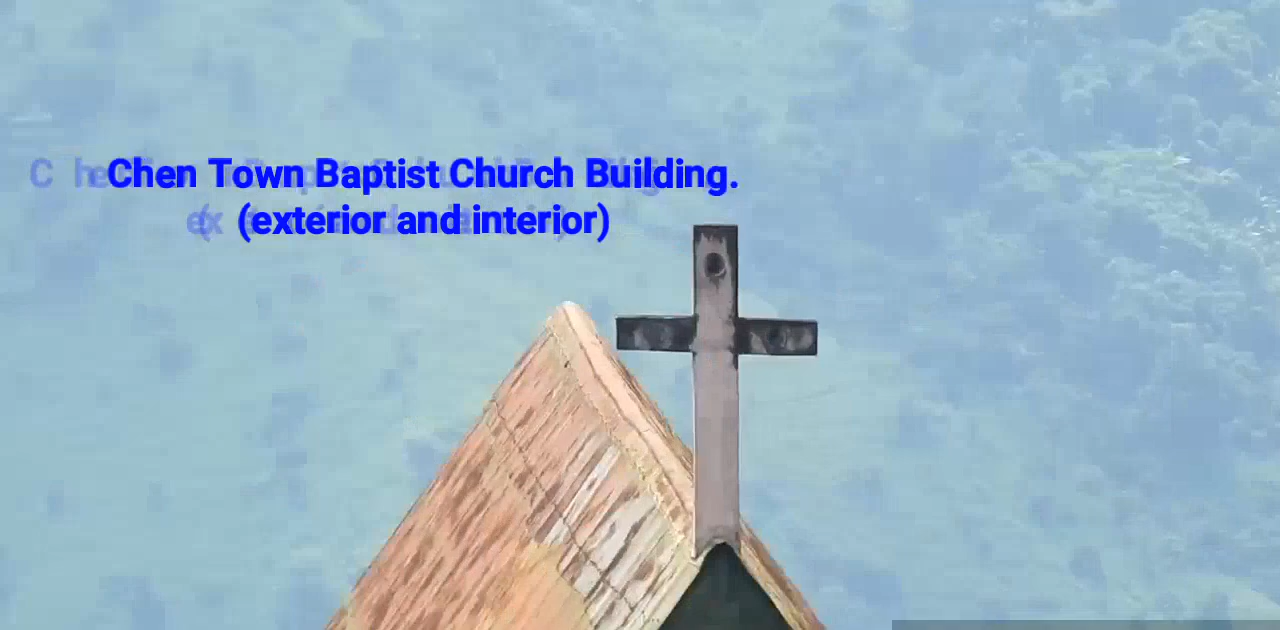 Chen Town Baptist Church Building.
(exterior and interior)